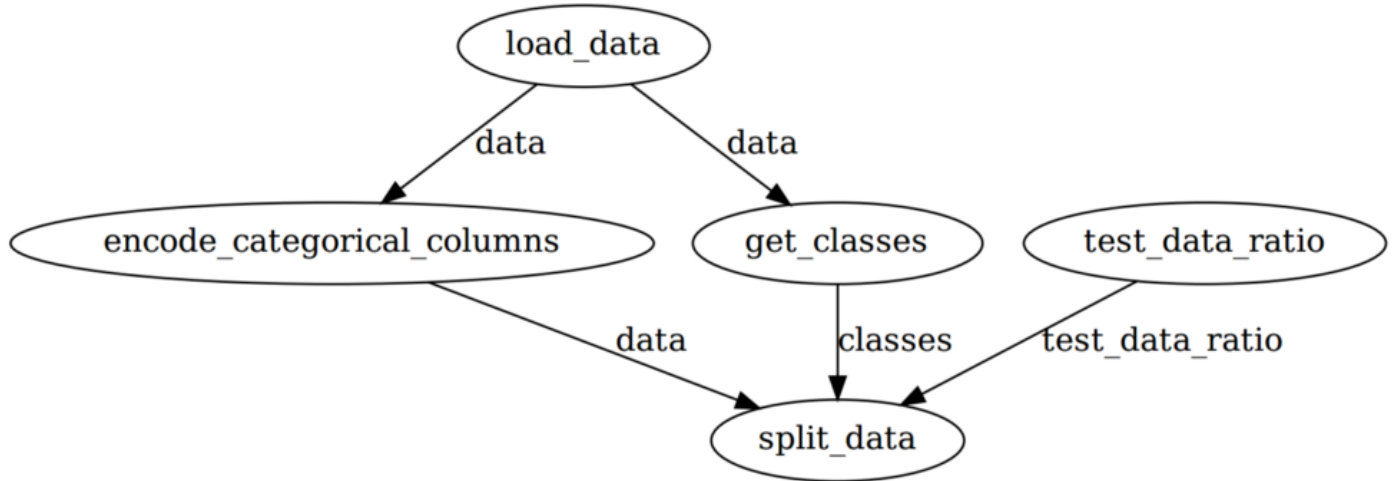 load_data
data
data
encode_categorical_columns
get_classes
test_data_ratio
data
classes
test_data_ratio
split_data